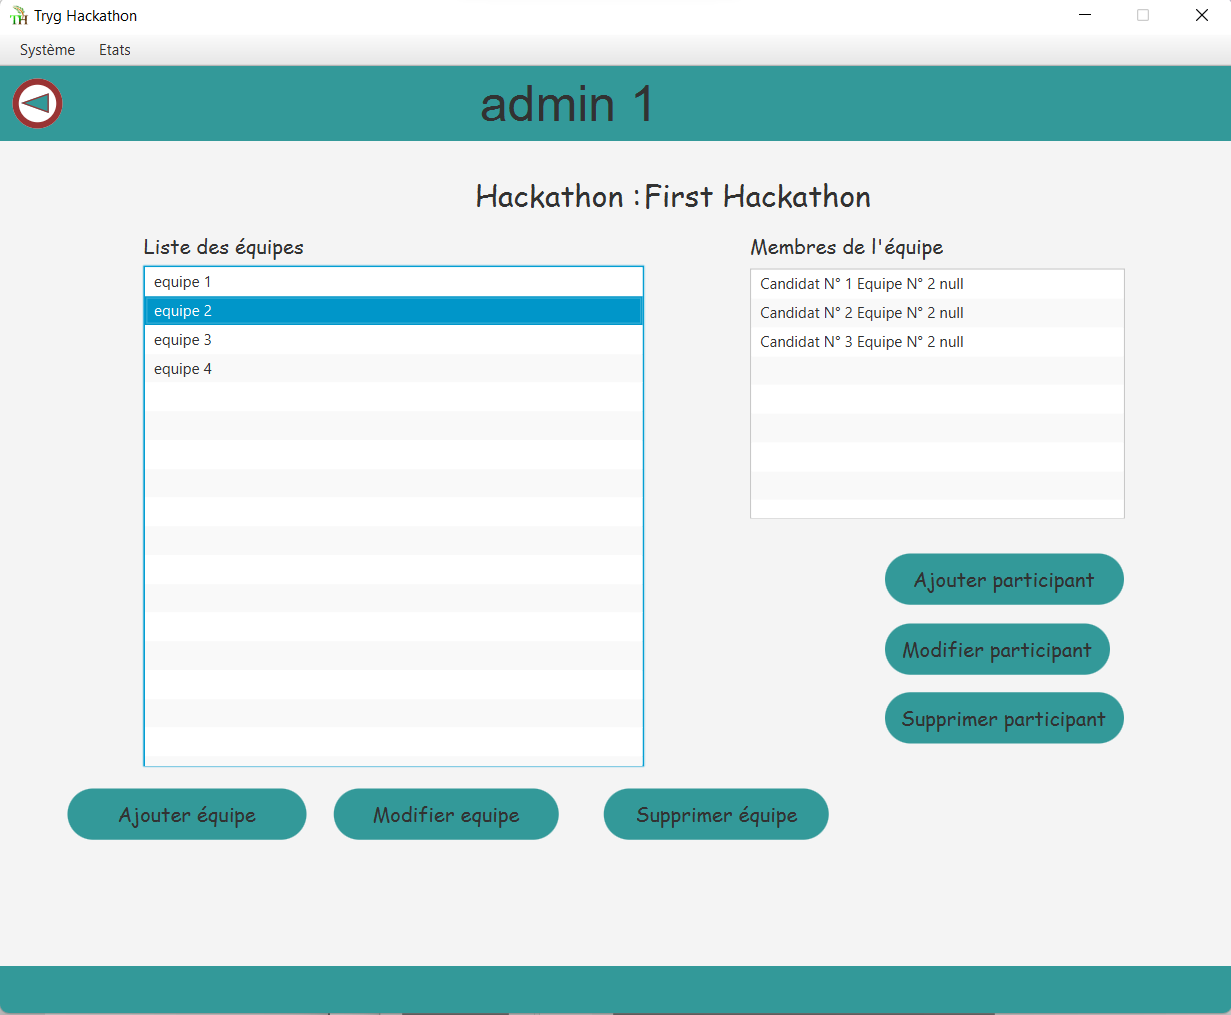 TH Tryg Hackathon
Système Etats
admin 1
Hackathon :First Hackathon
Liste des équipes
equipe 1
equipe 2
equipe 3
equipe 4
Membres de l'équipe
Candidat N° 1 Equipe N° 2 null
Candidat N° 2 Equipe N° 2 null
Candidat N° 3 Equipe N° 2 null
Ajouter participant
Modifier participant
Supprimer participant
Ajouter équipe
Modifier equipe
Supprimer équipe